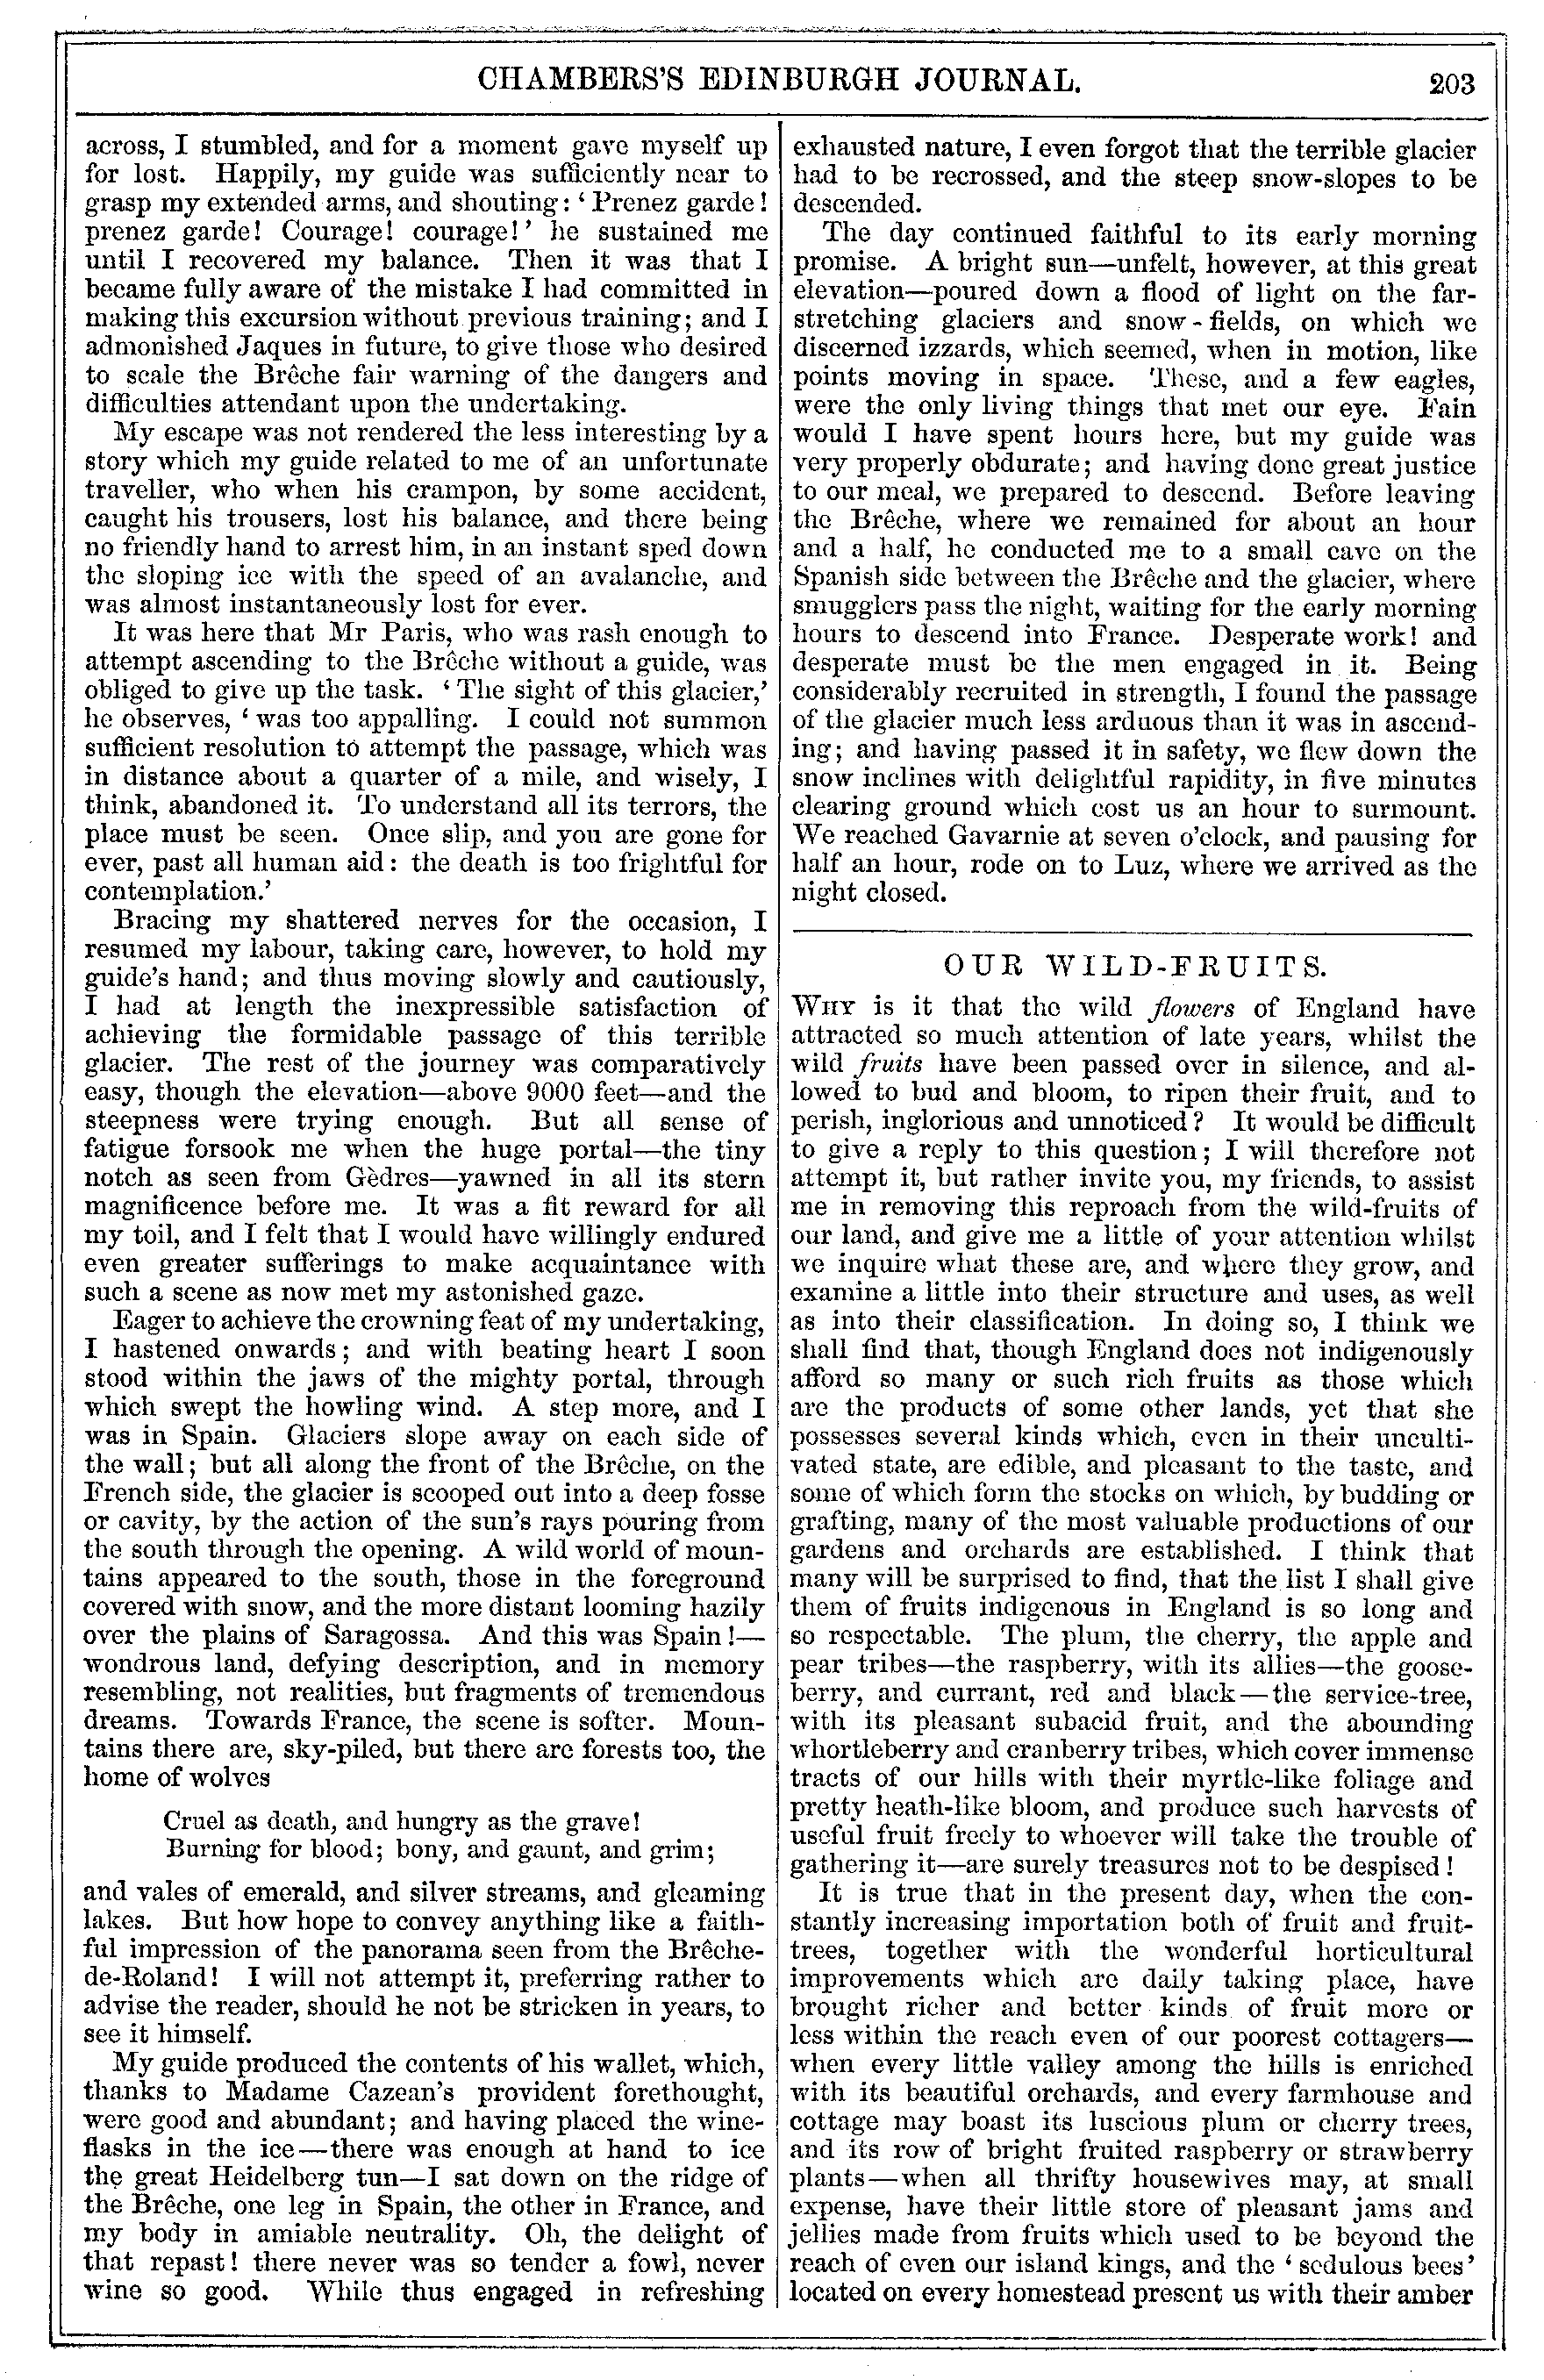 CHAMBERS'S EDINBURGH JOURNAL.
203
across, I stumbled, and for a moment gave myself up
for lost. Happily, my guide was sufficiently near to
grasp my extended arms, and shouting: ‘ Prenez garde!
prenez garde! Courage! courage!’ he sustained me
until I recovered my balance. Then it was that I
became fully aware of the mistake I had committed in
making this excursion without previous training; and I
admonished Jaques in future, to give those who desired
to scale the Brêche fair warning of the dangers and
difficulties attendant upon the undertaking.
My escape was not rendered the less interesting by a
story which my guide related to me of an unfortunate
traveller, who when his crampon, by some accident,
caught his trousers, lost his balance, and there being
no friendly hand to arrest him, in an instant sped down
the sloping ice with the speed of an avalanche, and
was almost instantaneously lost for ever.
It was here that Mr Paris, who was rash enough to
attempt ascending to the Brêche without a guide, was
obliged to give up the task. ‘ The sight of this glacier,’
he observes, ‘ was too appalling. I could not summon
sufficient resolution to attempt the passage, which was
in distance about a quarter of a mile, and wisely, I
think, abandoned it. To understand all its terrors, the
place must be seen. Once slip, and you are gone for
ever, past all human aid: the death is too frightful for
contemplation.’
Bracing my shattered nerves for the occasion, I
resumed my labour, taking care, however, to hold my
guide's hand; and thus moving slowly and cautiously,
I had at length the inexpressible satisfaction of
achieving the formidable passage of this terrible
glacier. The rest of the journey was comparatively
easy, though the elevation—above 9000 feet—and the
steepness were trying enough. But all sense of
fatigue forsook me when the huge portal—the tiny
notch as seen from Gèdres—yawned in all its stern
magnificence before me. It was a fit reward for all
my toil, and I felt that I would have willingly endured
even greater sufferings to make acquaintance with
such a scene as now met my astonished gaze.
Eager to achieve the crowning feat of my undertaking,
I hastened onwards; and with beating heart I soon
stood within the jaws of the mighty portal, through
which swept the howling wind. A step more, and I
was in Spain. Glaciers slope away on each side of
the wall; but all along the front of the Brêche, on the
French side, the glacier is scooped out into a deep fosse
or cavity, by the action of the sun's rays pouring from
the south through the opening. A wild world of moun-
tains appeared to the south, those in the foreground
covered with snow, and the more distant looming hazily
over the plains of Saragossa. And this was Spain!—
wondrous land, defying description, and in memory
resembling, not realities, but fragments of tremendous
dreams. Towards France, the scene is softer. Moun-
tains there are, sky-piled, but there are forests too, the
home of wolves
Cruel as death, and hungry as the grave!
Burning for blood; bony, and gaunt, and grim;
and vales of emerald, and silver streams, and gleaming
lakes. But how hope to convey anything like a faith-
ful impression of the panorama seen from the Brêche-
de-Roland! I will not attempt it, preferring rather to
advise the reader, should he not be stricken in years, to
see it himself.
My guide produced the contents of his wallet, which,
thanks to Madame Cazean's provident forethought,
were good and abundant; and having placed the wine-
flasks in the ice—there was enough at hand to ice
the great Heidelberg tun—I sat down on the ridge of
the Brêche, one leg in Spain, the other in France, and
my body in amiable neutrality. Oh, the delight of
that repast! there never was so tender a fowl, never
wine so good. While thus engaged in refreshing
exhausted nature, I even forgot that the terrible glacier
had to be recrossed, and the steep snow-slopes to be
descended.
The day continued faithful to its early morning
promise. A bright sun—unfelt, however, at this great
elevation—poured down a flood of light on the far-
stretching glaciers and snow-fields, on which we
discerned izzards, which seemed, when in motion, like
points moving in space. These, and a few eagles,
were the only living things that met our eye. Fain
would I have spent hours here, but my guide was
very properly obdurate; and having done great justice
to our meal, we prepared to descend. Before leaving
the Brêche, where we remained for about an hour
and a half, he conducted me to a small cave on the
Spanish side between the Brêche and the glacier, where
smugglers pass the night, waiting for the early morning
hours to descend into France. Desperate work! and
desperate must be the men engaged in it. Being
considerably recruited in strength, I found the passage
of the glacier much less arduous than it was in ascend-
ing; and having passed it in safety, we flew down the
snow inclines with delightful rapidity, in five minutes
clearing ground which cost us an hour to surmount.
We reached Gavarnie at seven o'clock, and pausing for
half an hour, rode on to Luz, where we arrived as the
night closed.
OUR WILD-FRUITS.
WHY is it that the wild flowers of England have
attracted so much attention of late years, whilst the
wild fruits have been passed over in silence, and al-
lowed to bud and bloom, to ripen their fruit, and to
perish, inglorious and unnoticed? It would be difficult
to give a reply to this question; I will therefore not
attempt it, but rather invite you, my friends, to assist
me in removing this reproach from the wild-fruits of
our land, and give me a little of your attention whilst
we inquire what these are, and where they grow, and
examine a little into their structure and uses, as well
as into their classification. In doing so, I think we
shall find that, though England does not indigenously
afford so many or such rich fruits as those which
are the products of some other lands, yet that she
possesses several kinds which, even in their unculti-
vated state, are edible, and pleasant to the taste, and
some of which form the stocks on which, by budding or
grafting, many of the most valuable productions of our
gardens and orchards are established. I think that
many will be surprised to find, that the list I shall give
them of fruits indigenous in England is so long and
so respectable. The plum, the cherry, the apple and
pear tribes—the raspberry, with its allies—the goose-
berry, and currant, red and black—the service-tree,
with its pleasant subacid fruit, and the abounding
whortleberry and cranberry tribes, which cover immense
tracts of our hills with their myrtle-like foliage and
pretty heath-like bloom, and produce such harvests of
useful fruit freely to whoever will take the trouble of
gathering it—are surely treasures not to be despised!
It is true that in the present day, when the con-
stantly increasing importation both of fruit and fruit-
trees, together with the wonderful horticultural
improvements which are daily taking place, have
brought richer and better kinds of fruit more or
less within the reach even of our poorest cottagers—
when every little valley among the hills is enriched
with its beautiful orchards, and every farmhouse and
cottage may boast its luscious plum or cherry trees,
and its row of bright fruited raspberry or strawberry
plants—when all thrifty housewives may, at small
expense, have their little store of pleasant jams and
jellies made from fruits which used to be beyond the
reach of even our island kings, and the ‘ sedulous bees’
located on every homestead present us with their amber